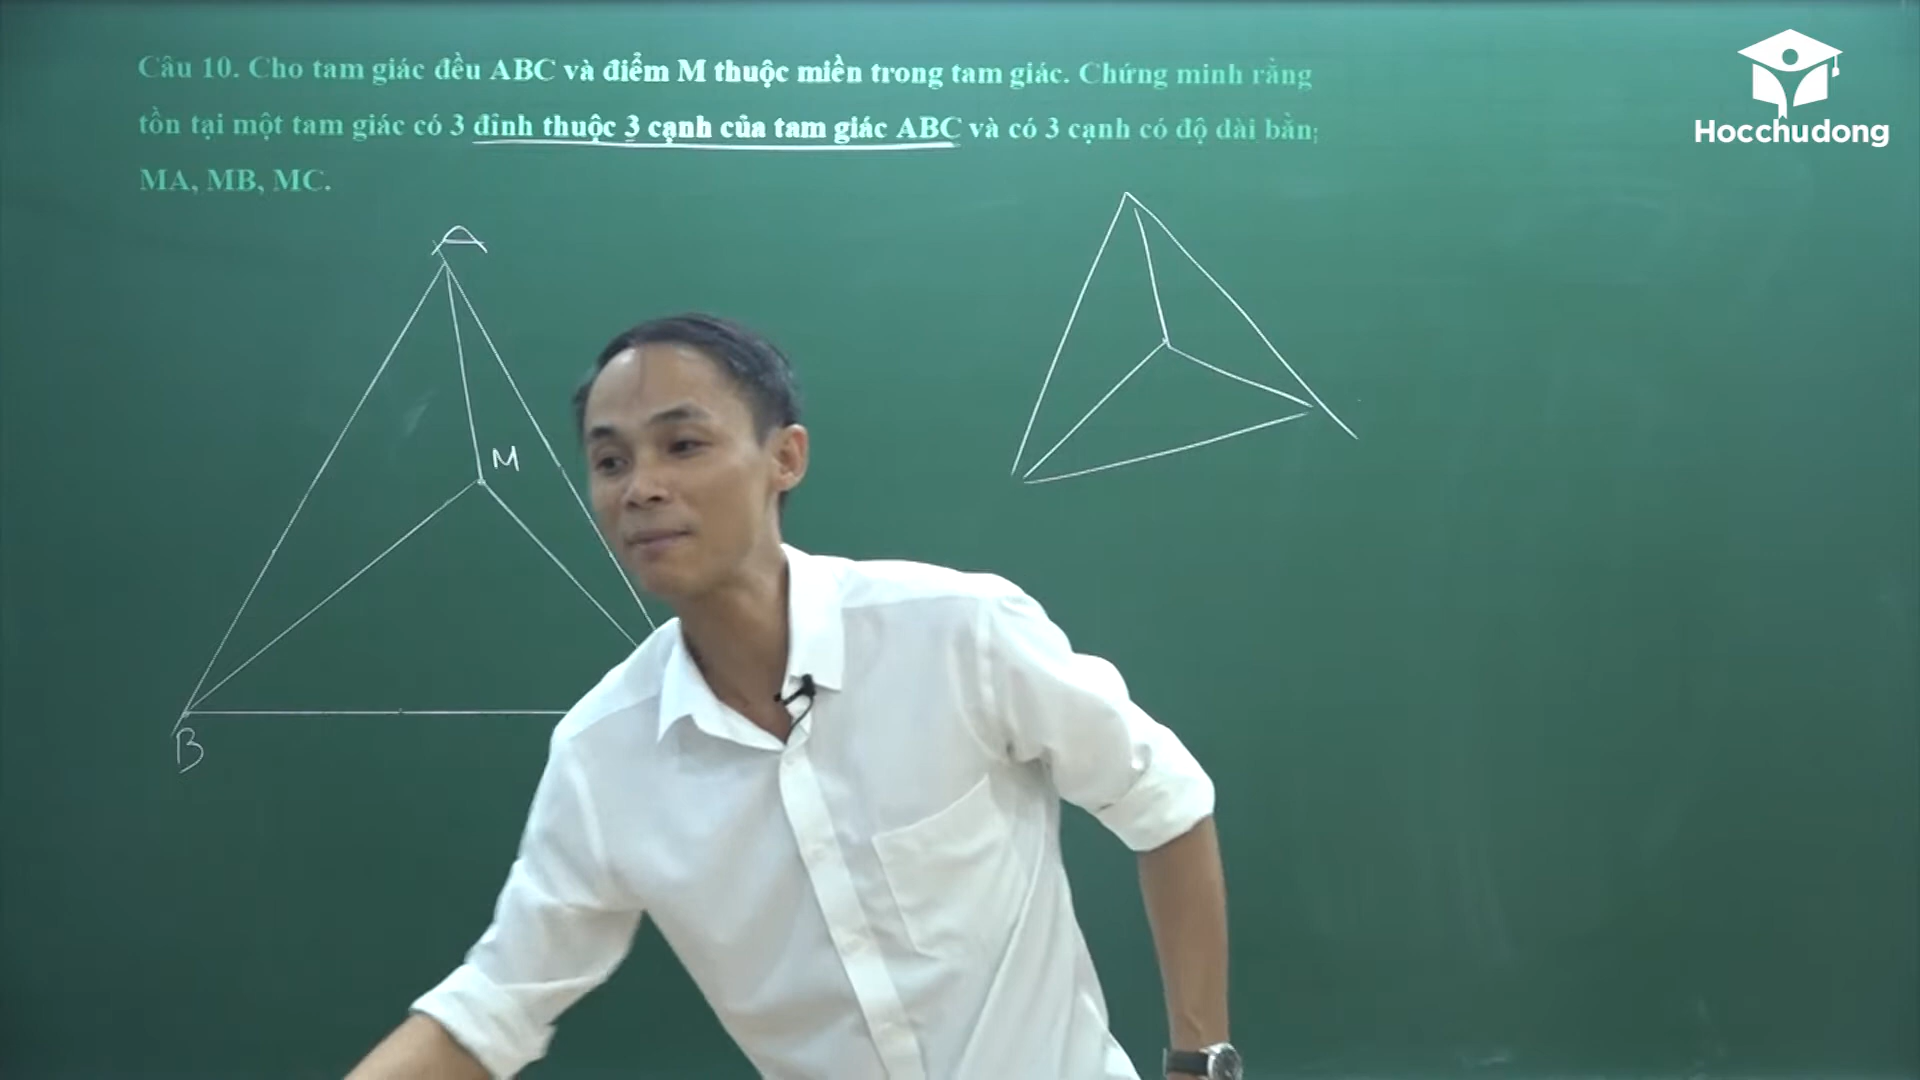 Câu 10. Cho tam giác đều ABC và điểm M thuộc miền trong tam giác. Chứng minh rằng
tồn tại một tam giác có 3 đỉnh thuộc 3 cạnh của tam giác ABC và có 3 cạnh có độ dài bằng
MA, MB, MC.
Hocchudong
A
M
B